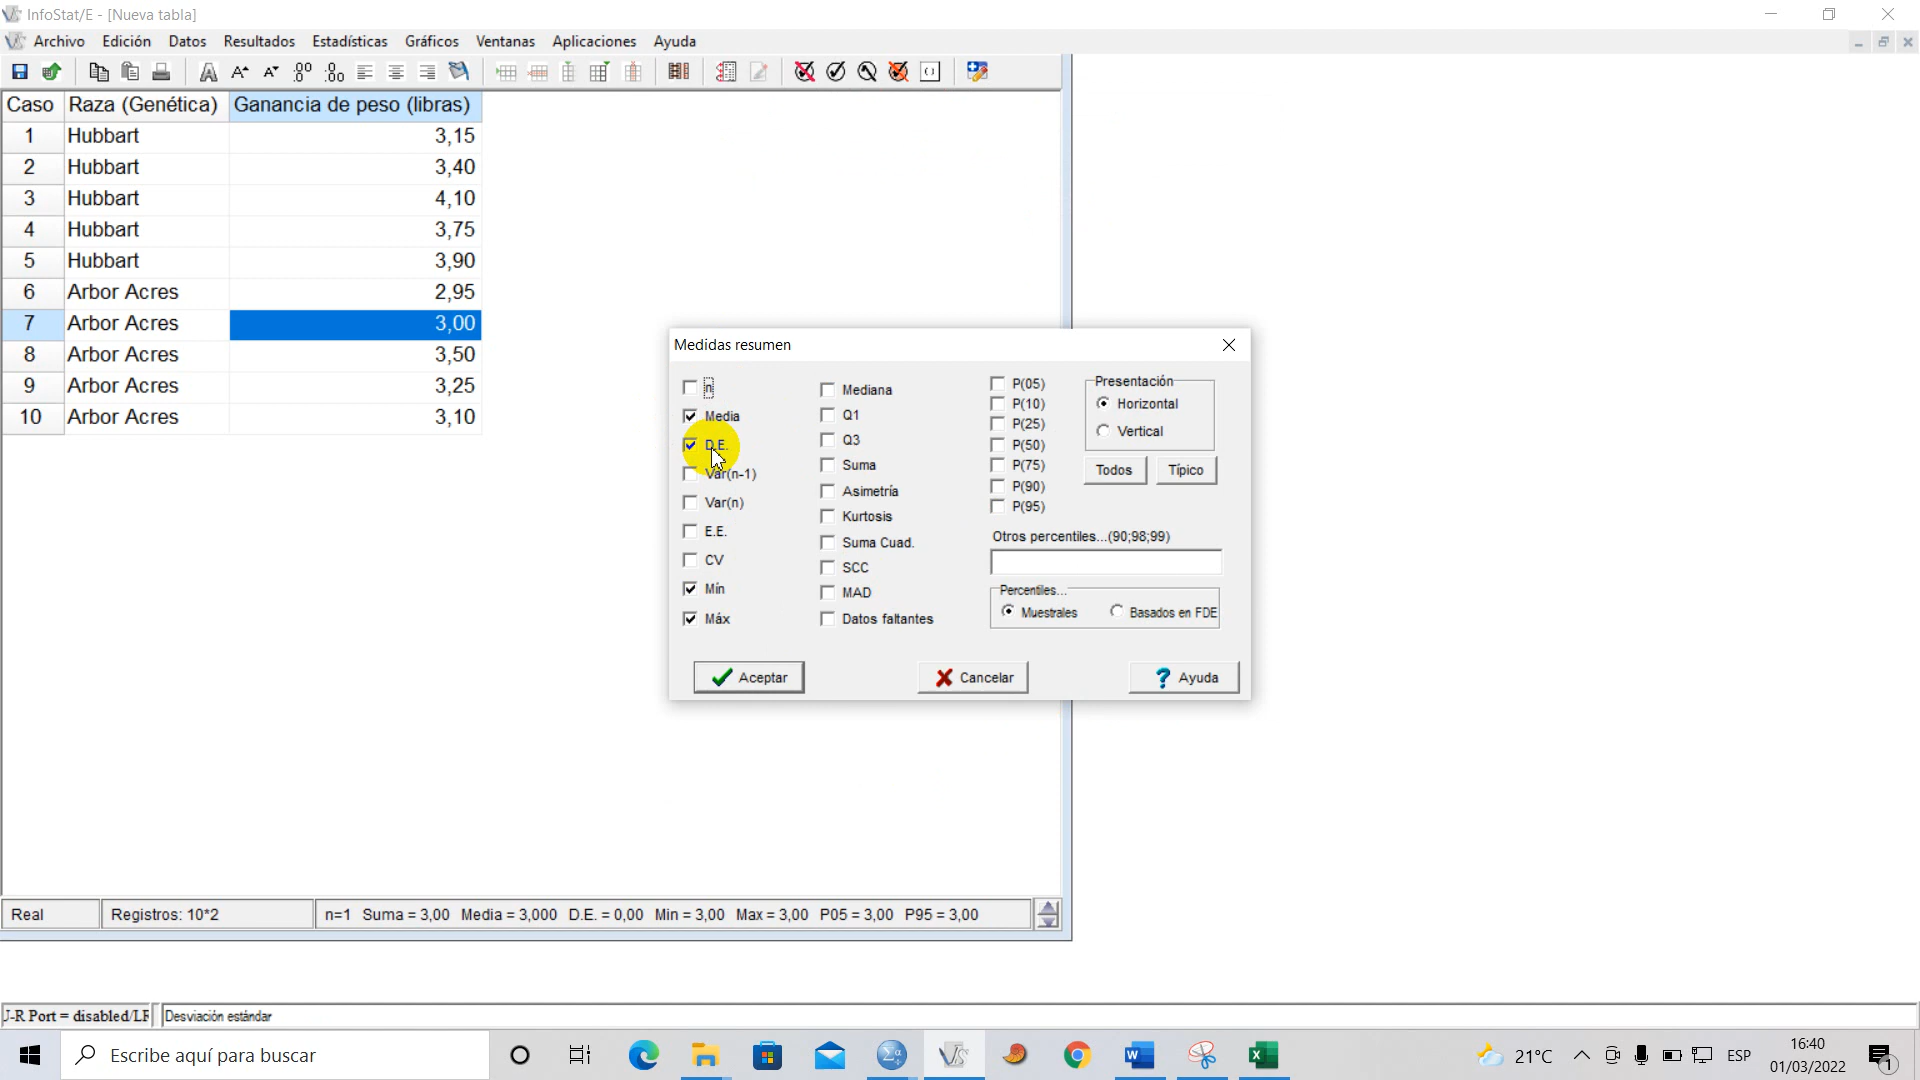 InfoStat/E - [Nueva tabla]
Archivo Edición Datos Resultados Estadísticas Gráficos Ventanas Aplicaciones Ayuda
Caso Raza (Genética) Ganancia de peso (libras)
1 Hubbart 3,15
2 Hubbart 3,40
3 Hubbart 4,10
4 Hubbart 3,75
5 Hubbart 3,90
6 Arbor Acres 2,95
7 Arbor Acres 3,00
8 Arbor Acres 3,50
9 Arbor Acres 3,25
10 Arbor Acres 3,10
Medidas resumen
n
Media
D.E.
Var(n-1)
Var(n)
E.E.
CV
Mín
Máx
Mediana
Q1
Q3
Suma
Asimetría
Kurtosis
Suma Cuad.
SCC
MAD
Datos faltantes
P(05)
P(10)
P(25)
P(50)
P(75)
P(90)
P(95)
Presentación
Horizontal
Vertical
Todos Típico
Otros percentiles...(90;98;99)
Percentiles...
Muestrales Basados en FDE
Aceptar Cancelar Ayuda
Real Registros: 10*2 n=1 Suma = 3,00 Media = 3,000 D.E. = 0,00 Min = 3,00 Max = 3,00 P05 = 3,00 P95 = 3,00
J-R Port = disabled/LF Desviación estándar
Escribe aquí para buscar
21°C ESP
16:40
01/03/2022
1